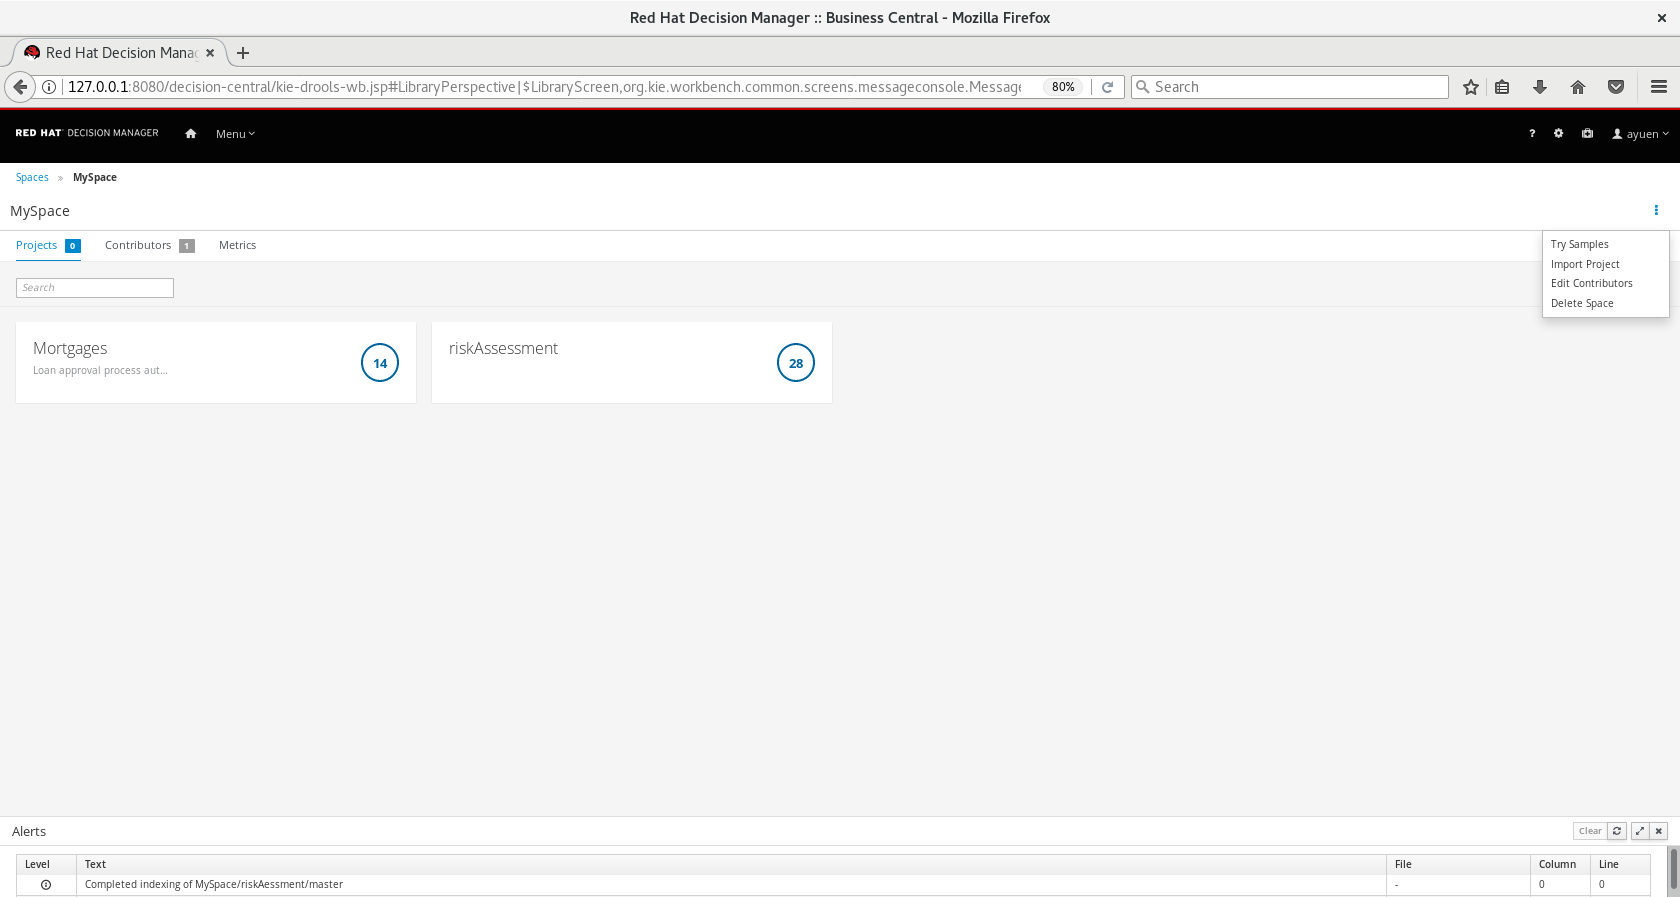 Red Hat Decision Manager :: Business Central - Mozilla Firefox
Red Hat Decision Manag
127.0.0.1:8080/decision-central/kie-drools-wb.jsp#LibraryPerspective|$LibraryScreen,org.kie.workbench.common.screens.messageconsole.Message 80% Search
RED HAT DECISION MANAGER Menu ? ayuen
Spaces » MySpace
MySpace
Projects 0 Contributors 1 Metrics
Try Samples
Import Project
Edit Contributors
Delete Space
Search
Mortgages
Loan approval process aut...
14
riskAssessment
28
Alerts Clear
Level Text File Column Line
Completed indexing of MySpace/riskAessment/master - 0 0